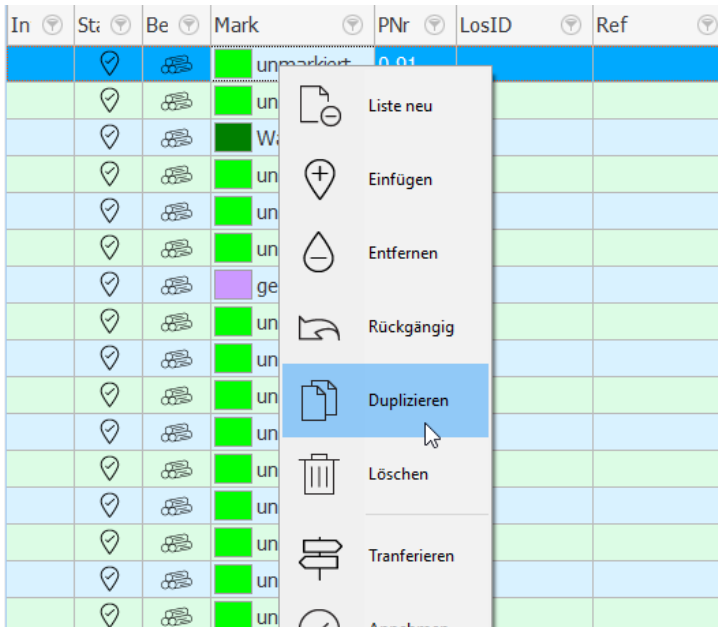 In Sta Be Mark PNr LosID Ref
unmarkiert 0,91
un
Liste neu
Wa
un
Einfügen
un
un
Entfernen
ge
un
Rückgängig
un
un
Duplizieren
un
un
Löschen
un
un
Tranferieren
un
un